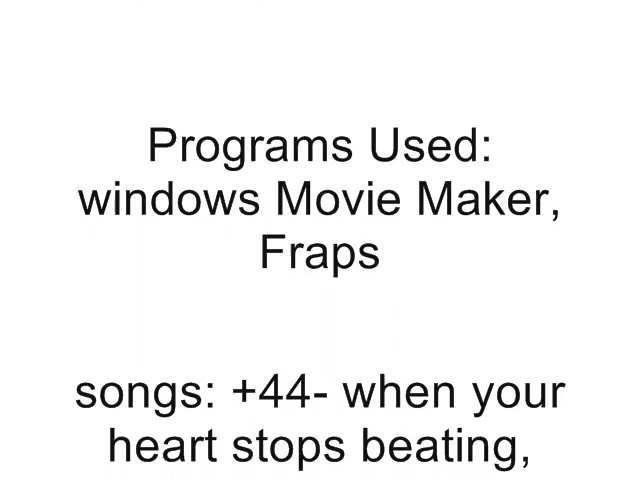 Programs Used:
windows Movie Maker,
Fraps
songs: +44- when your
heart stops beating,